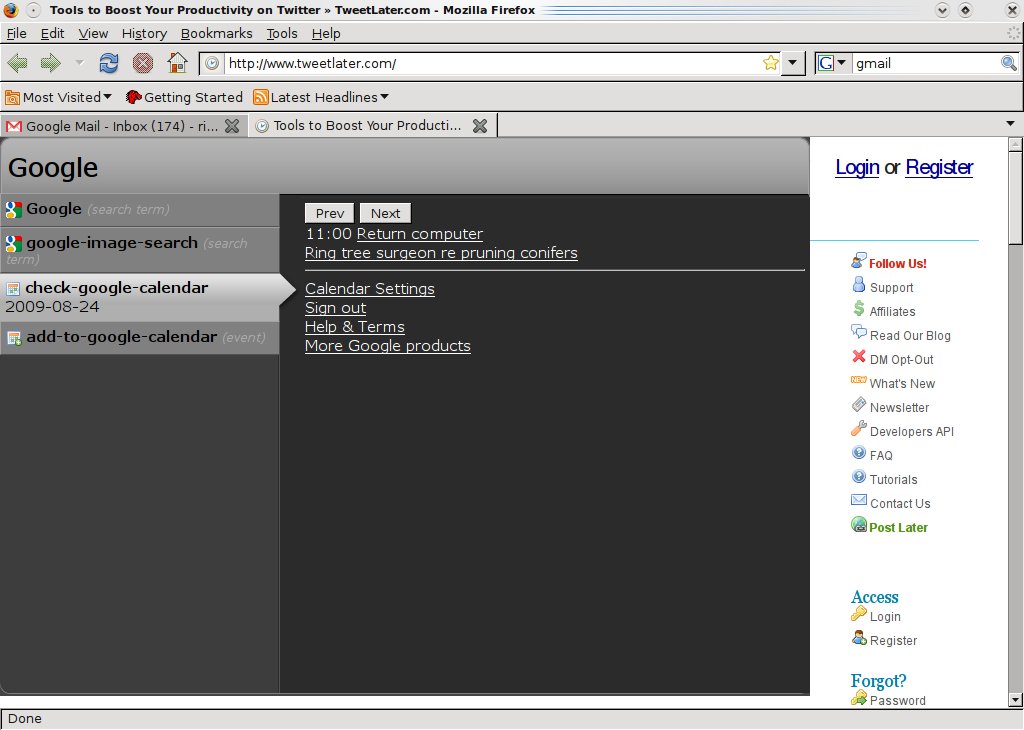 Tools to Boost Your Productivity on Twitter » TweetLater.com - Mozilla Firefox
File Edit View History Bookmarks Tools Help
http://www.tweetlater.com/
G gmail
Most Visited Getting Started Latest Headlines
Google Mail - Inbox (174) - ri... Tools to Boost Your Producti...
Google
Google (search term)
google-image-search (search
term)
check-google-calendar
2009-08-24
add-to-google-calendar (event)
Prev Next
11:00 Return computer
Ring tree surgeon re pruning conifers
Calendar Settings
Sign out
Help & Terms
More Google products
Login or Register
Follow Us!
Support
Affiliates
Read Our Blog
DM Opt-Out
NEW What's New
Newsletter
Developers API
FAQ
Tutorials
Contact Us
Post Later
Access
Login
Register
Forgot?
Password
Done